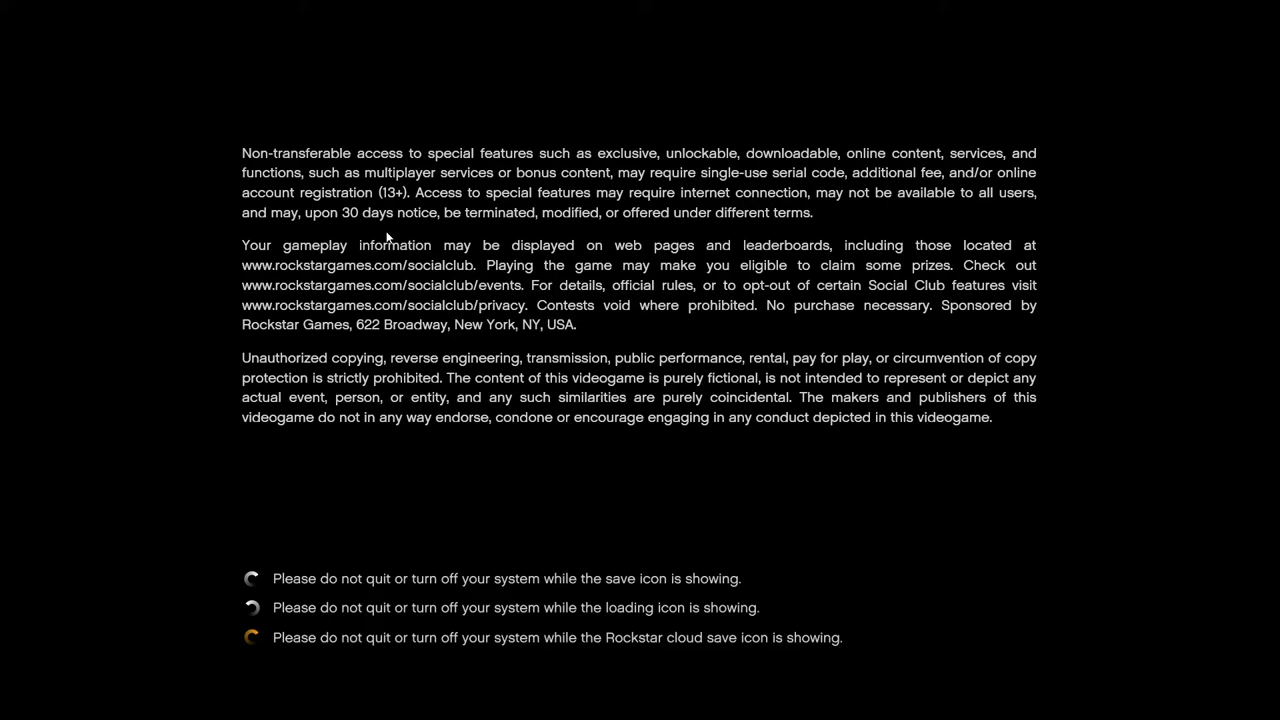 Non-transferable access to special features such as exclusive, unlockable, downloadable, online content, services, and
functions, such as multiplayer services or bonus content, may require single-use serial code, additional fee, and/or online
account registration (13+). Access to special features may require internet connection, may not be available to all users,
and may, upon 30 days notice, be terminated, modified, or offered under different terms.
Your gameplay information may be displayed on web pages and leaderboards, including those located at
www.rockstargames.com/socialclub. Playing the game may make you eligible to claim some prizes. Check out
www.rockstargames.com/socialclub/events. For details, official rules, or to opt-out of certain Social Club features visit
www.rockstargames.com/socialclub/privacy. Contests void where prohibited. No purchase necessary. Sponsored by
Rockstar Games, 622 Broadway, New York, NY, USA.
Unauthorized copying, reverse engineering, transmission, public performance, rental, pay for play, or circumvention of copy
protection is strictly prohibited. The content of this videogame is purely fictional, is not intended to represent or depict any
actual event, person, or entity, and any such similarities are purely coincidental. The makers and publishers of this
videogame do not in any way endorse, condone or encourage engaging in any conduct depicted in this videogame.
Please do not quit or turn off your system while the save icon is showing.
Please do not quit or turn off your system while the loading icon is showing.
Please do not quit or turn off your system while the Rockstar cloud save icon is showing.